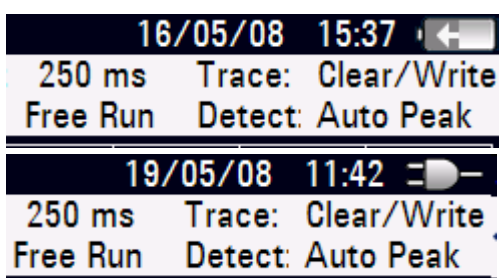 16/05/08 15:37
250 ms Trace: Clear/Write
Free Run Detect: Auto Peak
19/05/08 11:42
250 ms Trace: Clear/Write
Free Run Detect: Auto Peak